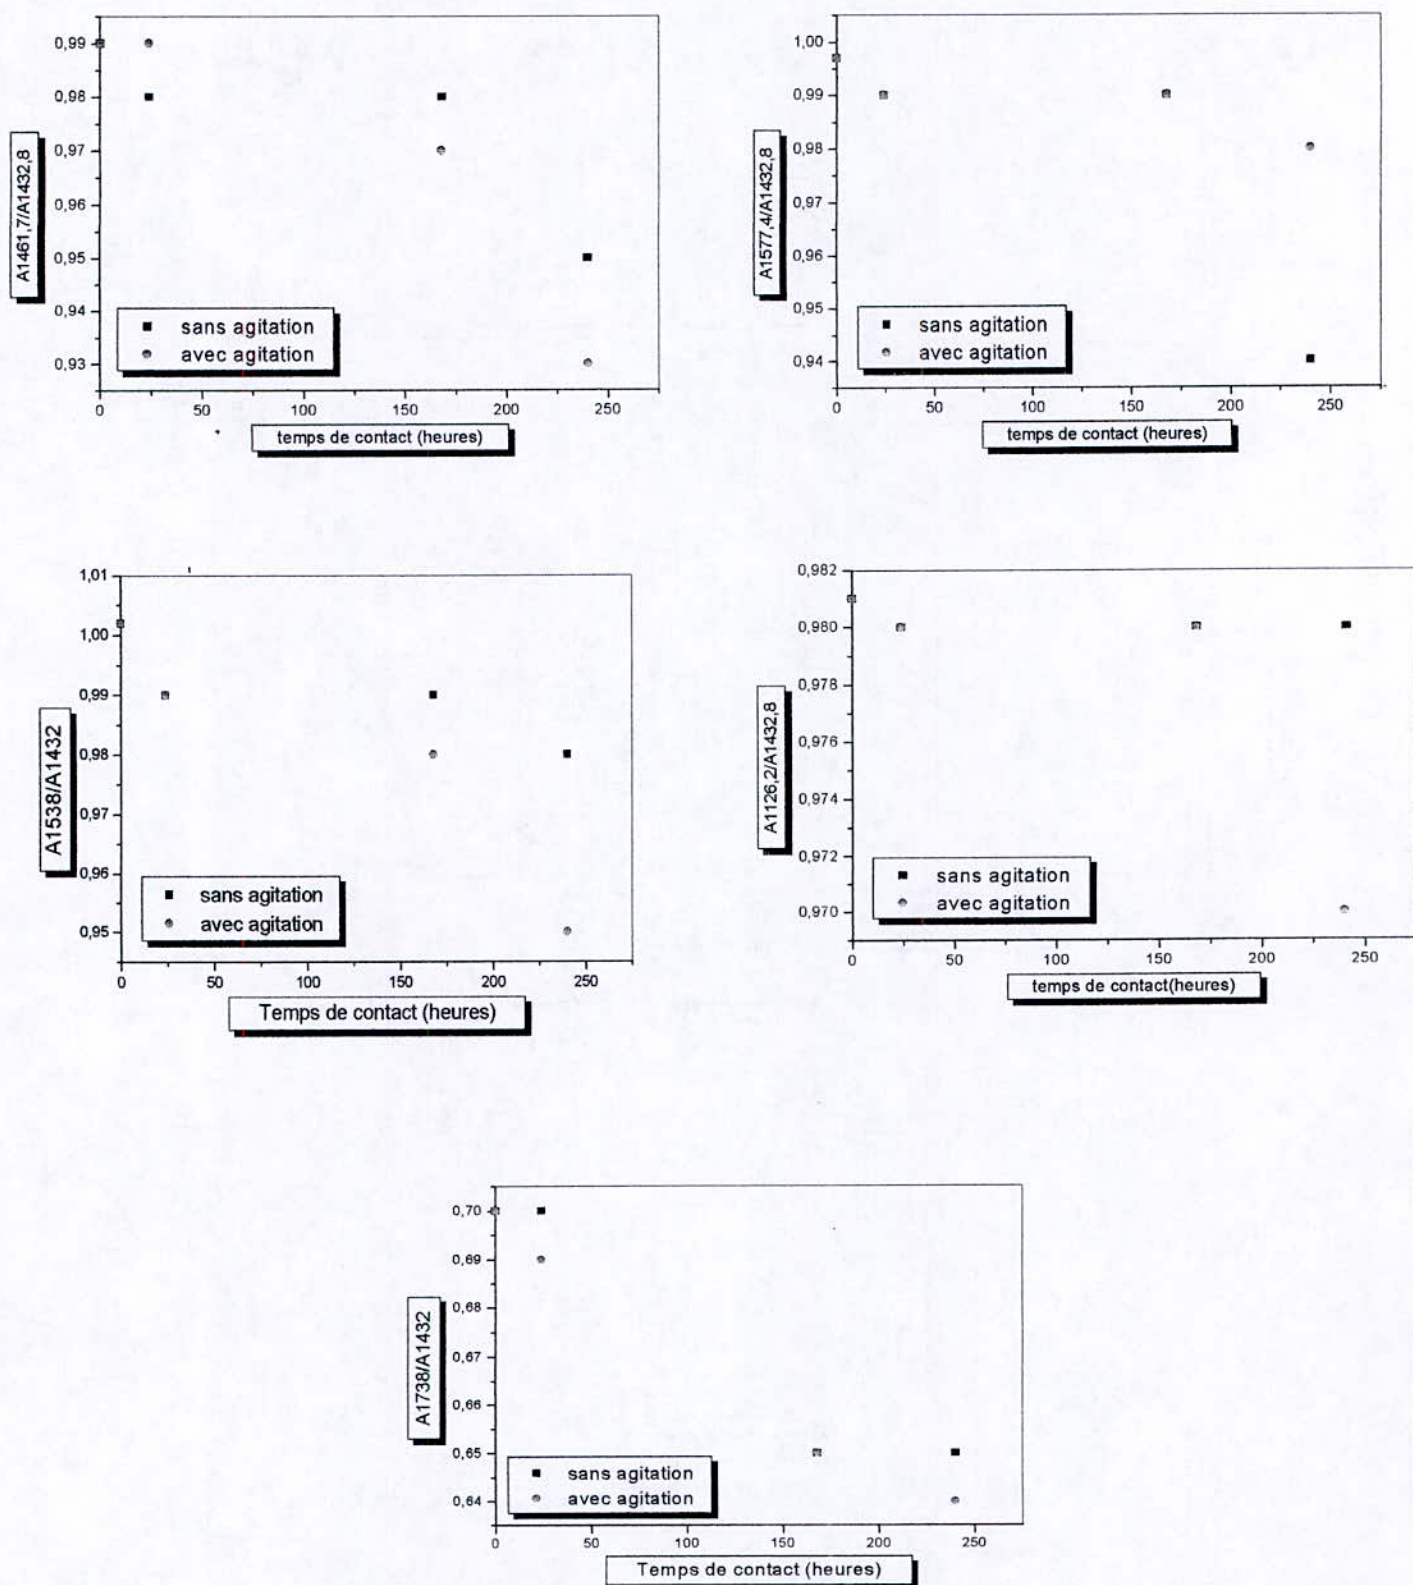 0,99
0,98
0,97
0,96
0,95
0,94
0,93
A1461,7/A1432,8
sans agitation
avec agitation
0 50 100 150 200 250
temps de contact (heures)
1,00
0,99
0,98
0,97
0,96
0,95
0,94
A1577,4/A1432,8
sans agitation
avec agitation
0 50 100 150 200 250
temps de contact (heures)
1,01
1,00
0,99
0,98
0,97
0,96
0,95
A1538/A1432
sans agitation
avec agitation
0 50 100 150 200 250
Temps de contact (heures)
0,982
0,980
0,978
0,976
0,974
0,972
0,970
A1126,2/A1432,8
sans agitation
avec agitation
0 50 100 150 200 250
temps de contact(heures)
0,70
0,69
0,68
0,67
0,66
0,65
0,64
A1738/A1432
sans agitation
avec agitation
0 50 100 150 200 250
Temps de contact (heures)